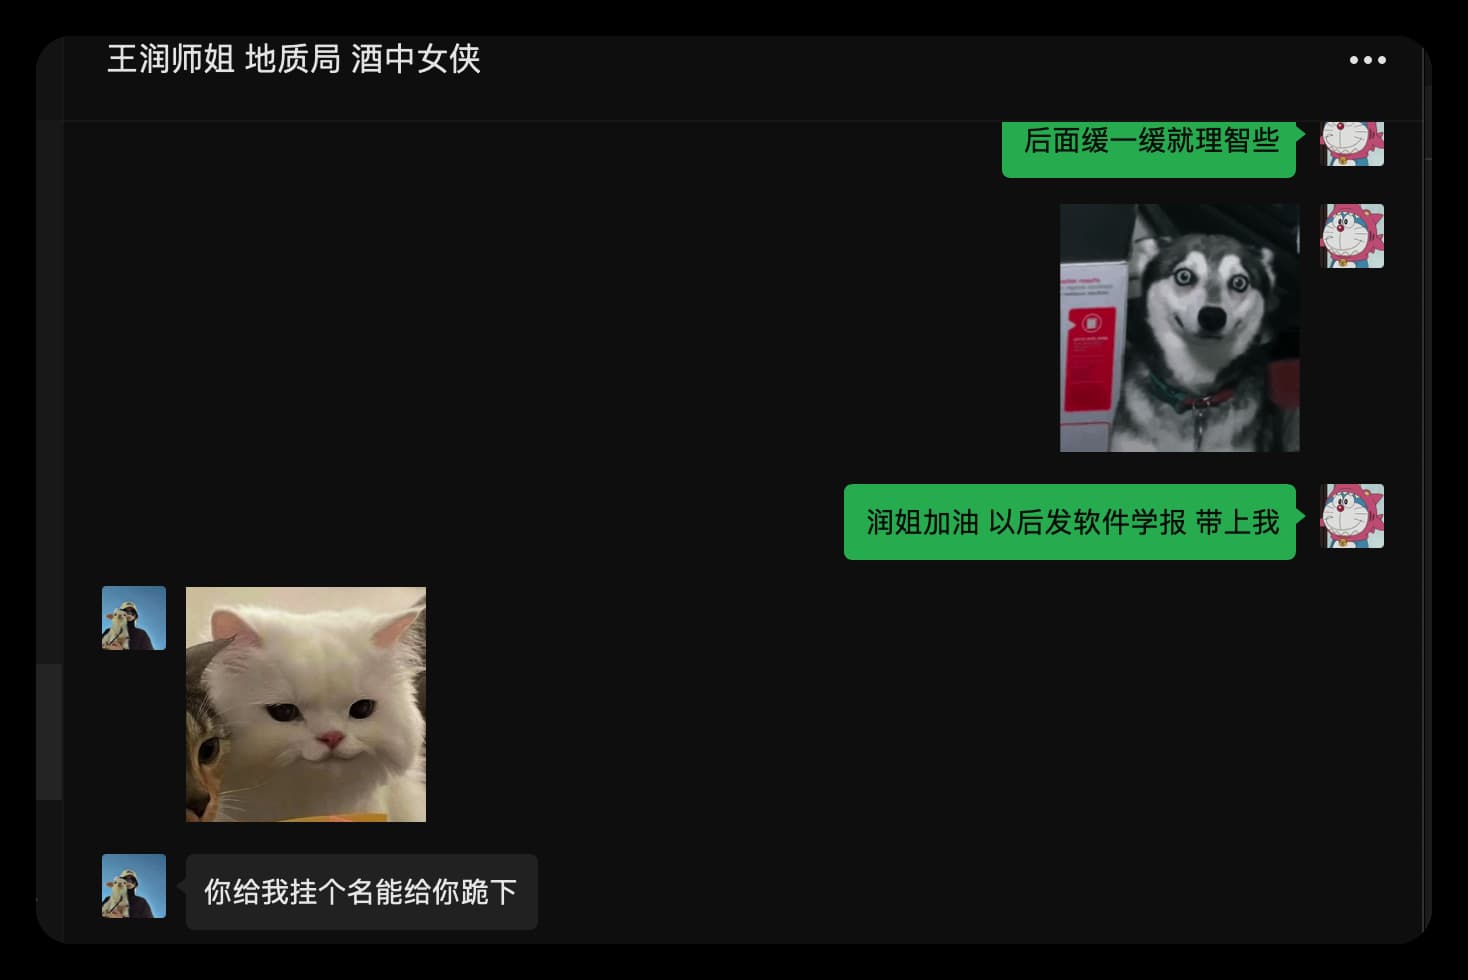 王润师姐 地质局 酒中女侠
后面缓一缓就理智些
润姐加油 以后发软件学报 带上我
你给我挂个名能给你跪下